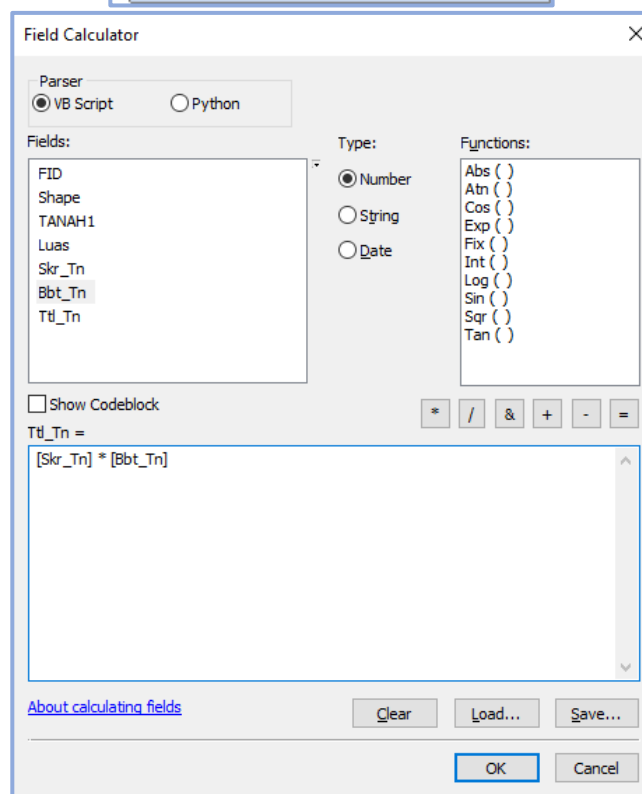 Field Calculator
Parser
VB Script Python
Fields:
FID
Shape
TANAH1
Luas
Skr_Tn
Bbt_Tn
Ttl_Tn
Type:
Number
String
Date
Functions:
Abs ( )
Atn ( )
Cos ( )
Exp ( )
Fix ( )
Int ( )
Log ( )
Sin ( )
Sqr ( )
Tan ( )
Show Codeblock
* / & + - =
Ttl_Tn =
[Skr_Tn] * [Bbt_Tn]
About calculating fields
Clear Load... Save...
OK Cancel